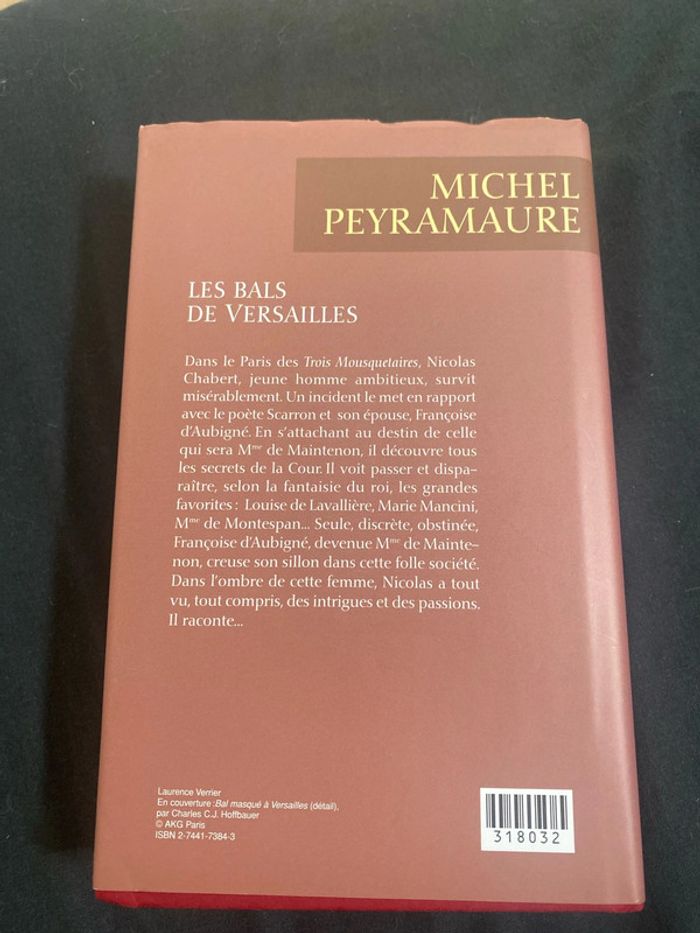 MICHEL
PEYRAMAURE
LES BALS
DE VERSAILLES
Dans le Paris des Trois Mousquetaires, Nicolas
Chabert, jeune homme ambitieux, survit
misérablement. Un incident le met en rapport
avec le poète Scarron et son épouse, Françoise
d'Aubigné. En s'attachant au destin de celle
qui sera Mme de Maintenon, il découvre tous
les secrets de la Cour. Il voit passer et dispa-
raître, selon la fantaisie du roi, les grandes
favorites : Louise de Lavallière, Marie Mancini,
Mme de Montespan... Seule, discrète, obstinée,
Françoise d'Aubigné, devenue Mme de Mainte-
non, creuse son sillon dans cette folle société.
Dans l'ombre de cette femme, Nicolas a tout
vu, tout compris, des intrigues et des passions.
Il raconte...
Laurence Verrier
En couverture : Bal masqué à Versailles (détail),
par Charles C.J. Hoffbauer
© AKG Paris
ISBN 2-7441-7384-3
318032